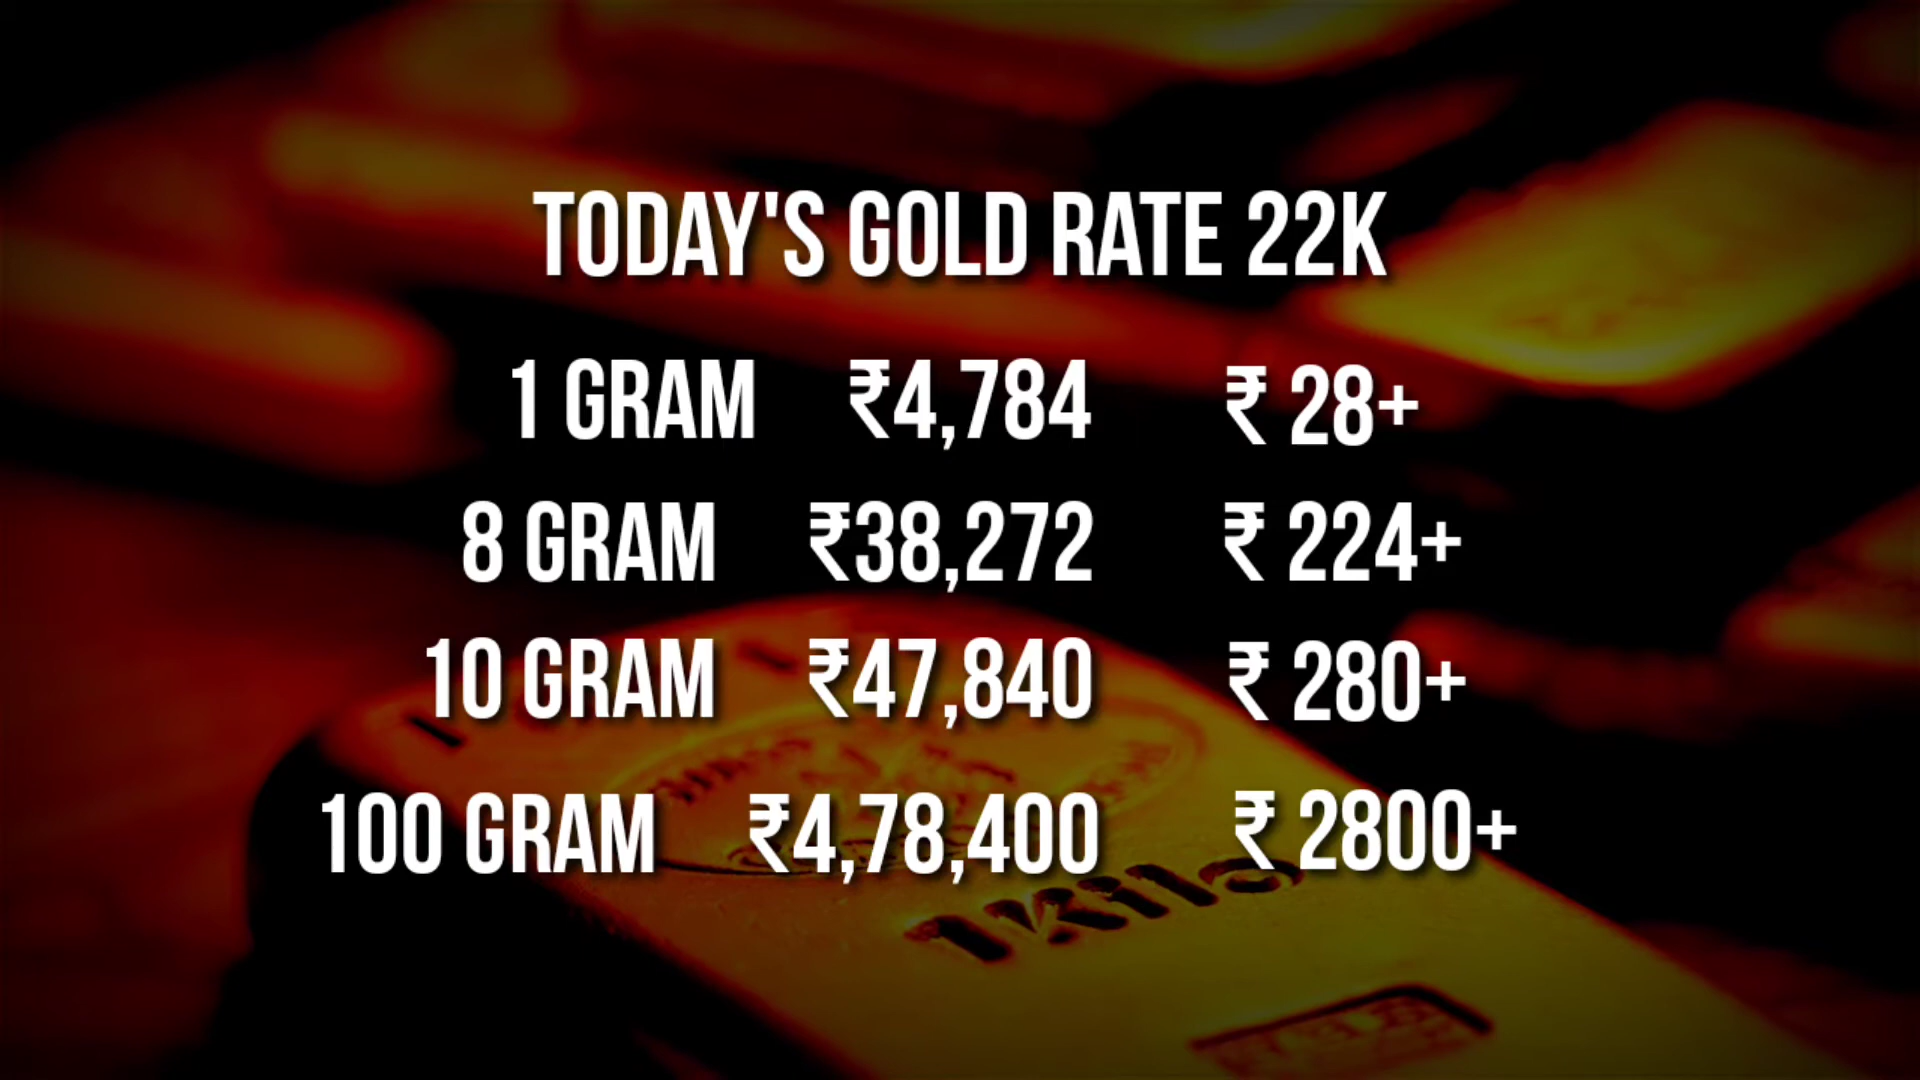 TODAY'S GOLD RATE 22K
1 GRAM ₹4,784 ₹ 28+
8 GRAM ₹38,272 ₹ 224+
10 GRAM ₹47,840 ₹ 280+
100 GRAM ₹4,78,400 ₹ 2800+
1Kilo